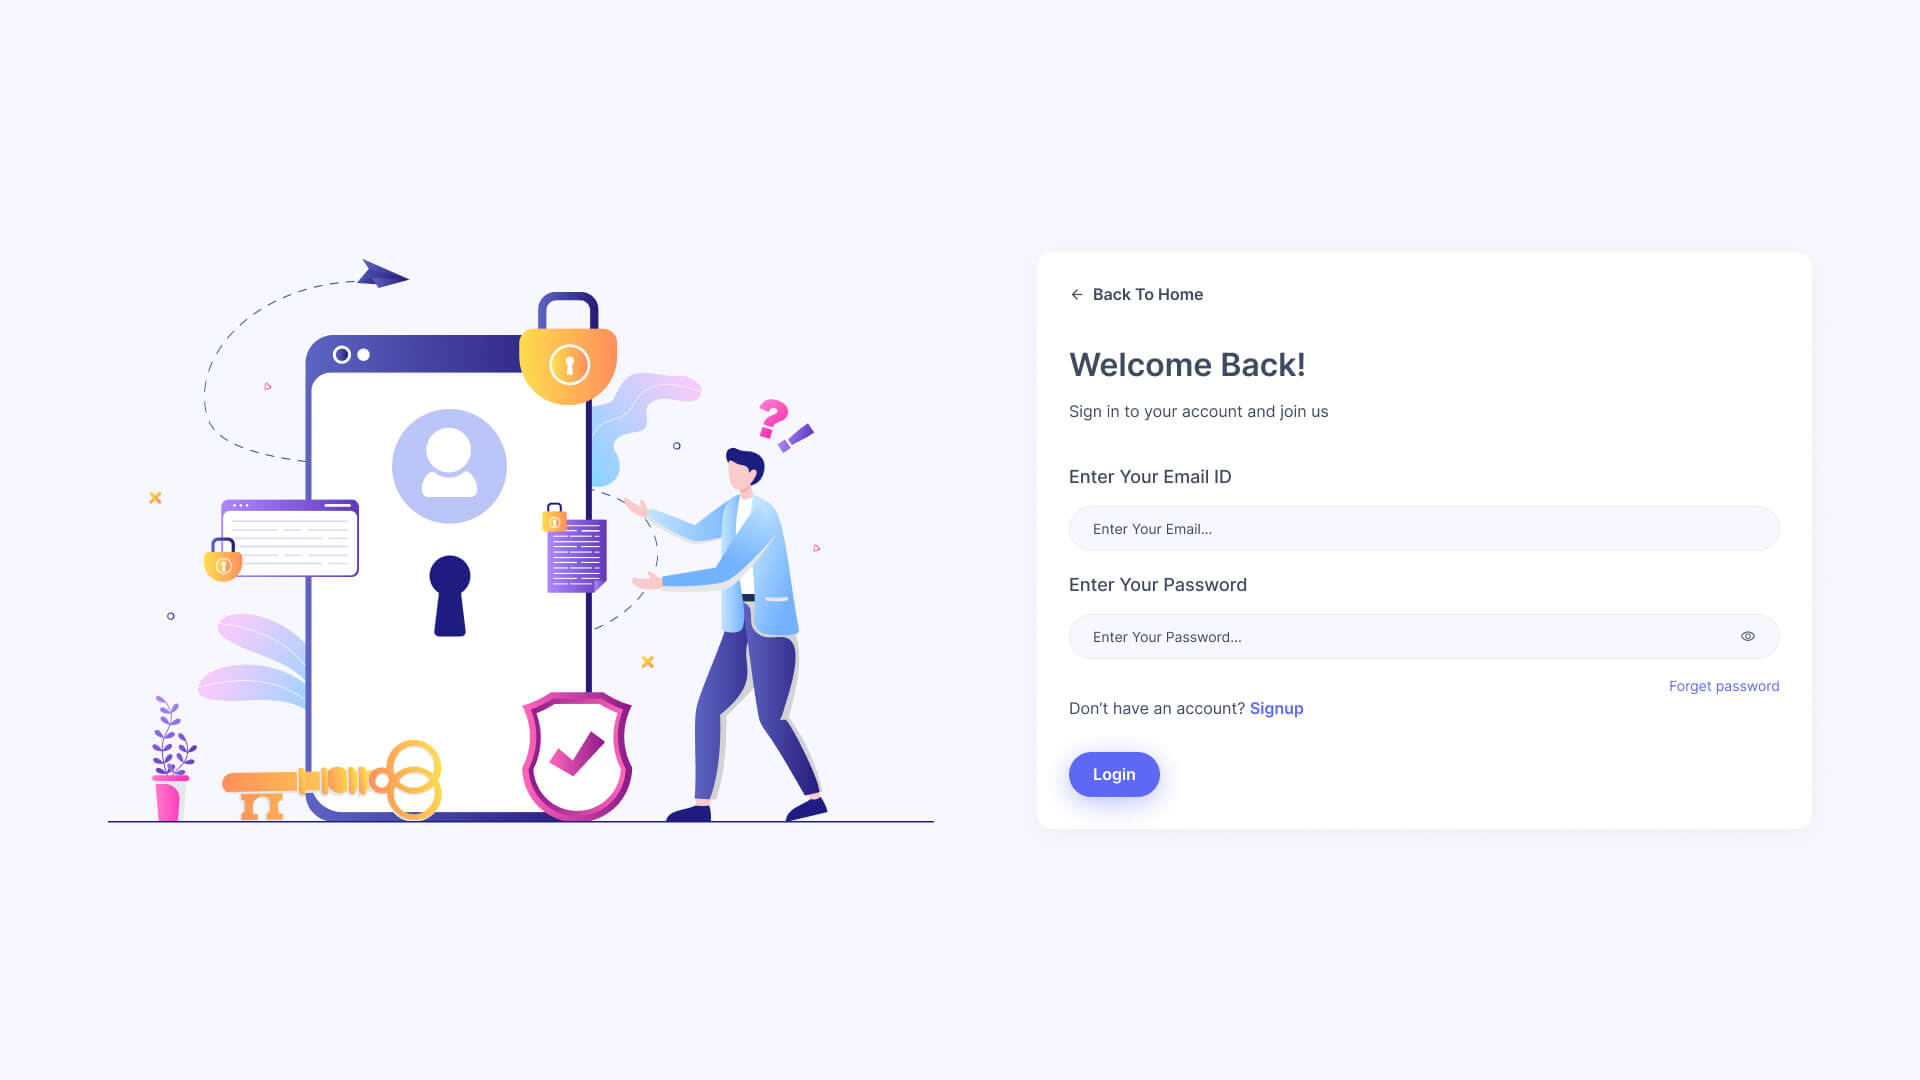 ? !
Back To Home
Welcome Back!
Sign in to your account and join us
Enter Your Email ID
Enter Your Email...
Enter Your Password
Enter Your Password...
Forget password
Don’t have an account? Signup
Login